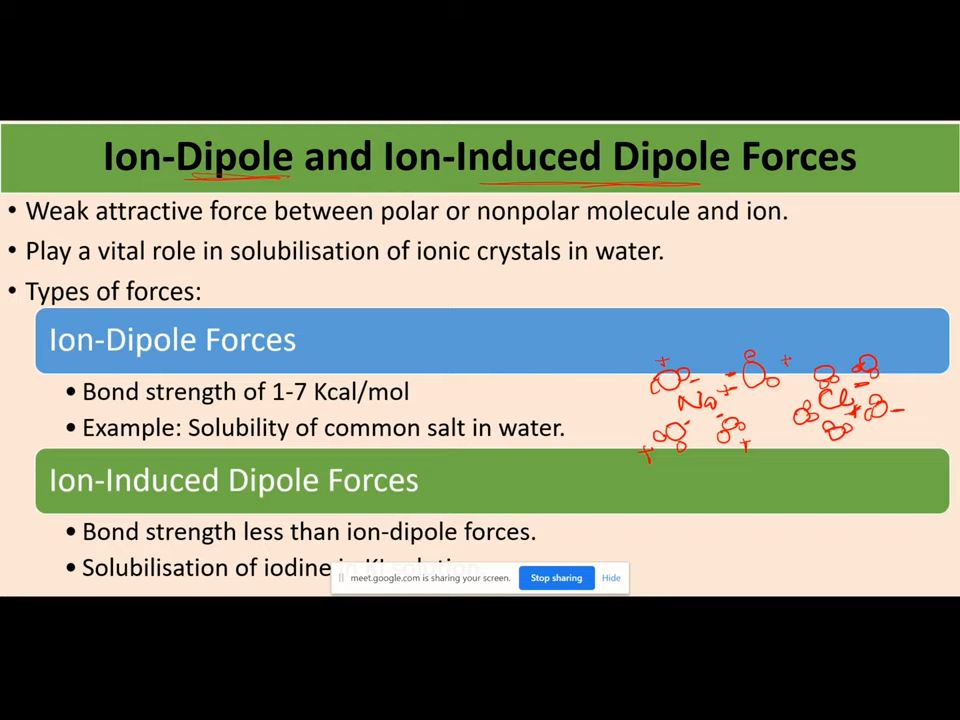 Ion-Dipole and Ion-Induced Dipole Forces
• Weak attractive force between polar or nonpolar molecule and ion.
• Play a vital role in solubilisation of ionic crystals in water.
• Types of forces:
Ion-Dipole Forces
• Bond strength of 1-7 Kcal/mol
• Example: Solubility of common salt in water.
Na+
Cl
Ion-Induced Dipole Forces
• Bond strength less than ion-dipole forces.
• Solubilisation of iodine in KI solution
meet.google.com is sharing your screen.
Stop sharing
Hide